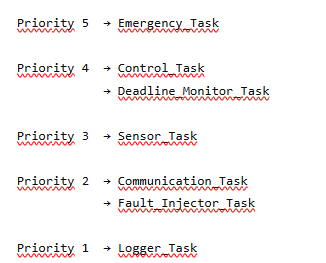 Priority 5 → Emergency_Task
Priority 4 → Control_Task
→ Deadline_Monitor_Task
Priority 3 → Sensor_Task
Priority 2 → Communication_Task
→ Fault_Injector_Task
Priority 1 → Logger_Task